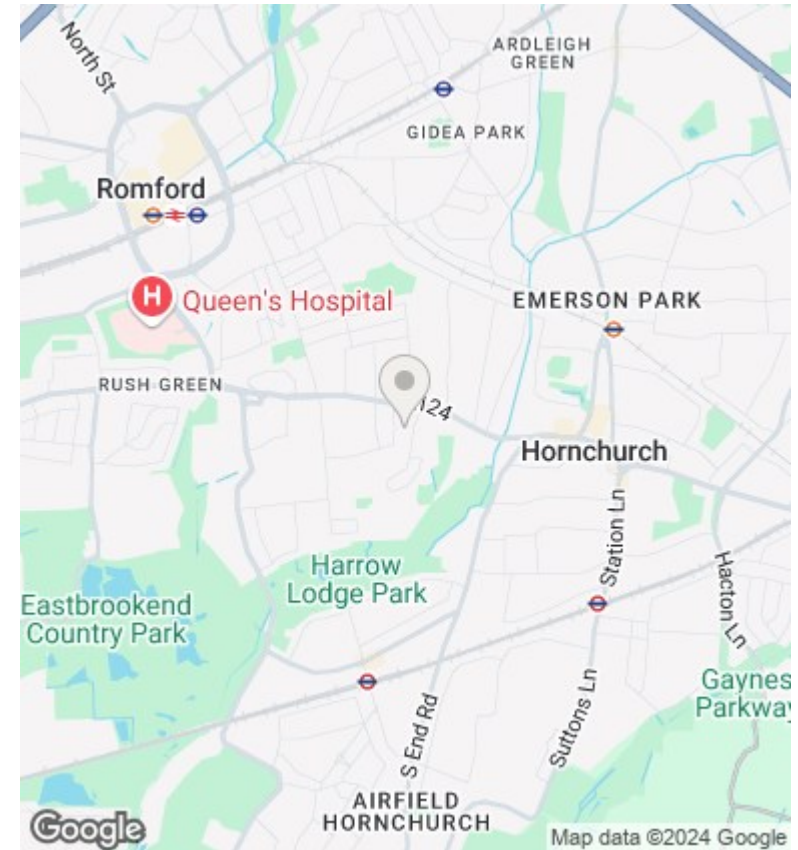 North St
ARDLEIGH
GREEN
GIDEA PARK
Romford
H
Queen's Hospital
EMERSON PARK
RUSH GREEN
124
Hornchurch
Station Ln
Harrow
Lodge Park
Eastbrookend
Country Park
Hacton Ln
Gaynes
Parkway
S End Rd
Suttons Ln
AIRFIELD
HORNCHURCH
Google
Map data ©2024 Google